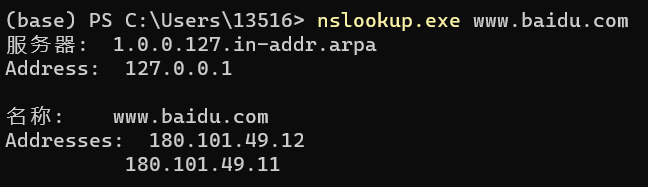 (base) PS C:\Users\13516> nslookup.exe www.baidu.com
服务器:  1.0.0.127.in-addr.arpa
Address:  127.0.0.1

名称:    www.baidu.com
Addresses:  180.101.49.12
          180.101.49.11